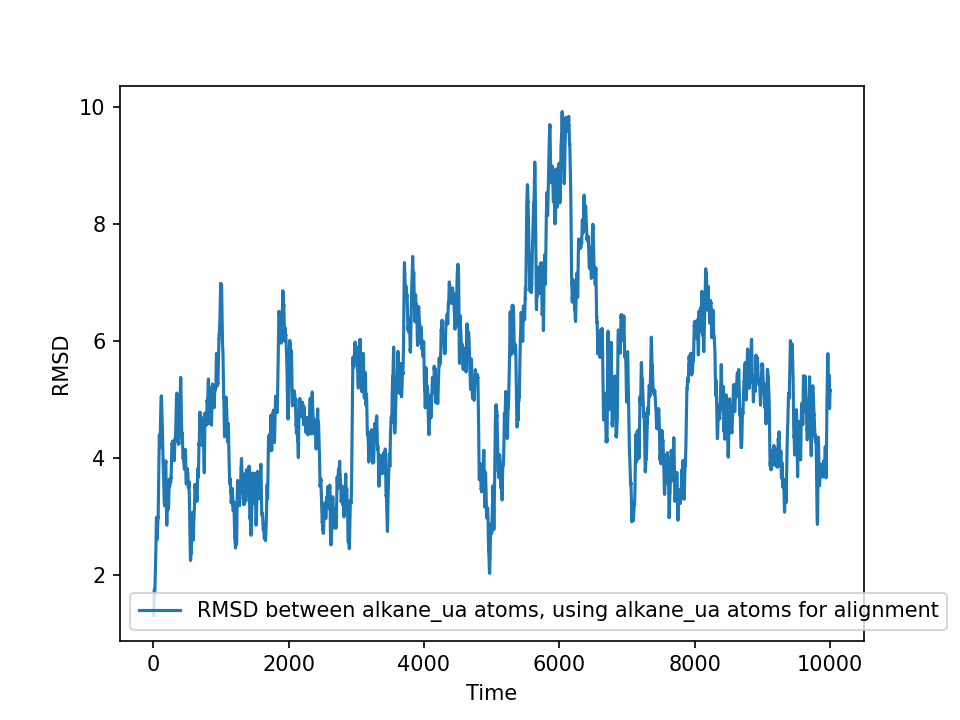 10
8
6
4
2
RMSD
RMSD between alkane_ua atoms, using alkane_ua atoms for alignment
0 2000 4000 6000 8000 10000
Time